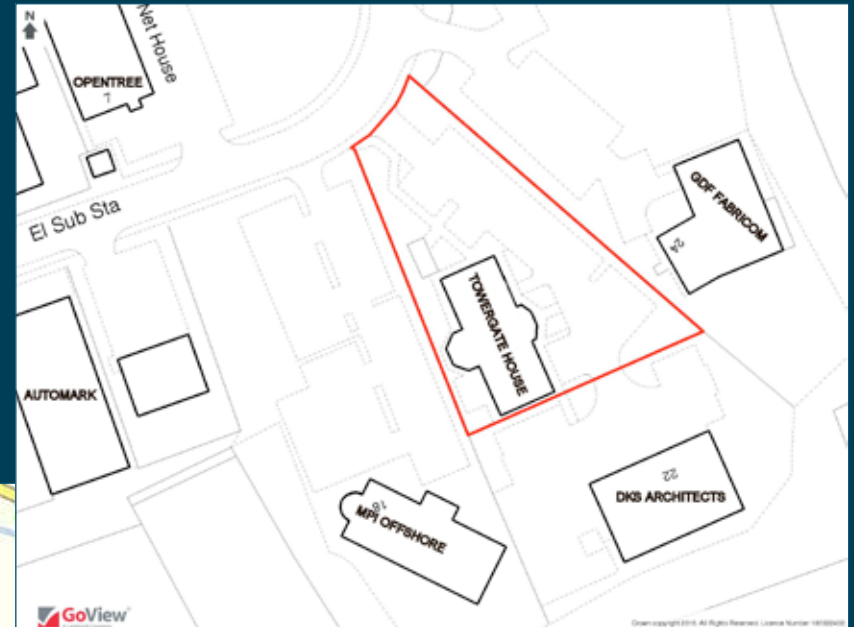 N
Net House
OPENTREE
7
El Sub Sta
GDF FABRICOM
24
TOWERGATE HOUSE
AUTOMARK
22
DKS ARCHITECTS
18
MPI OFFSHORE
GoView